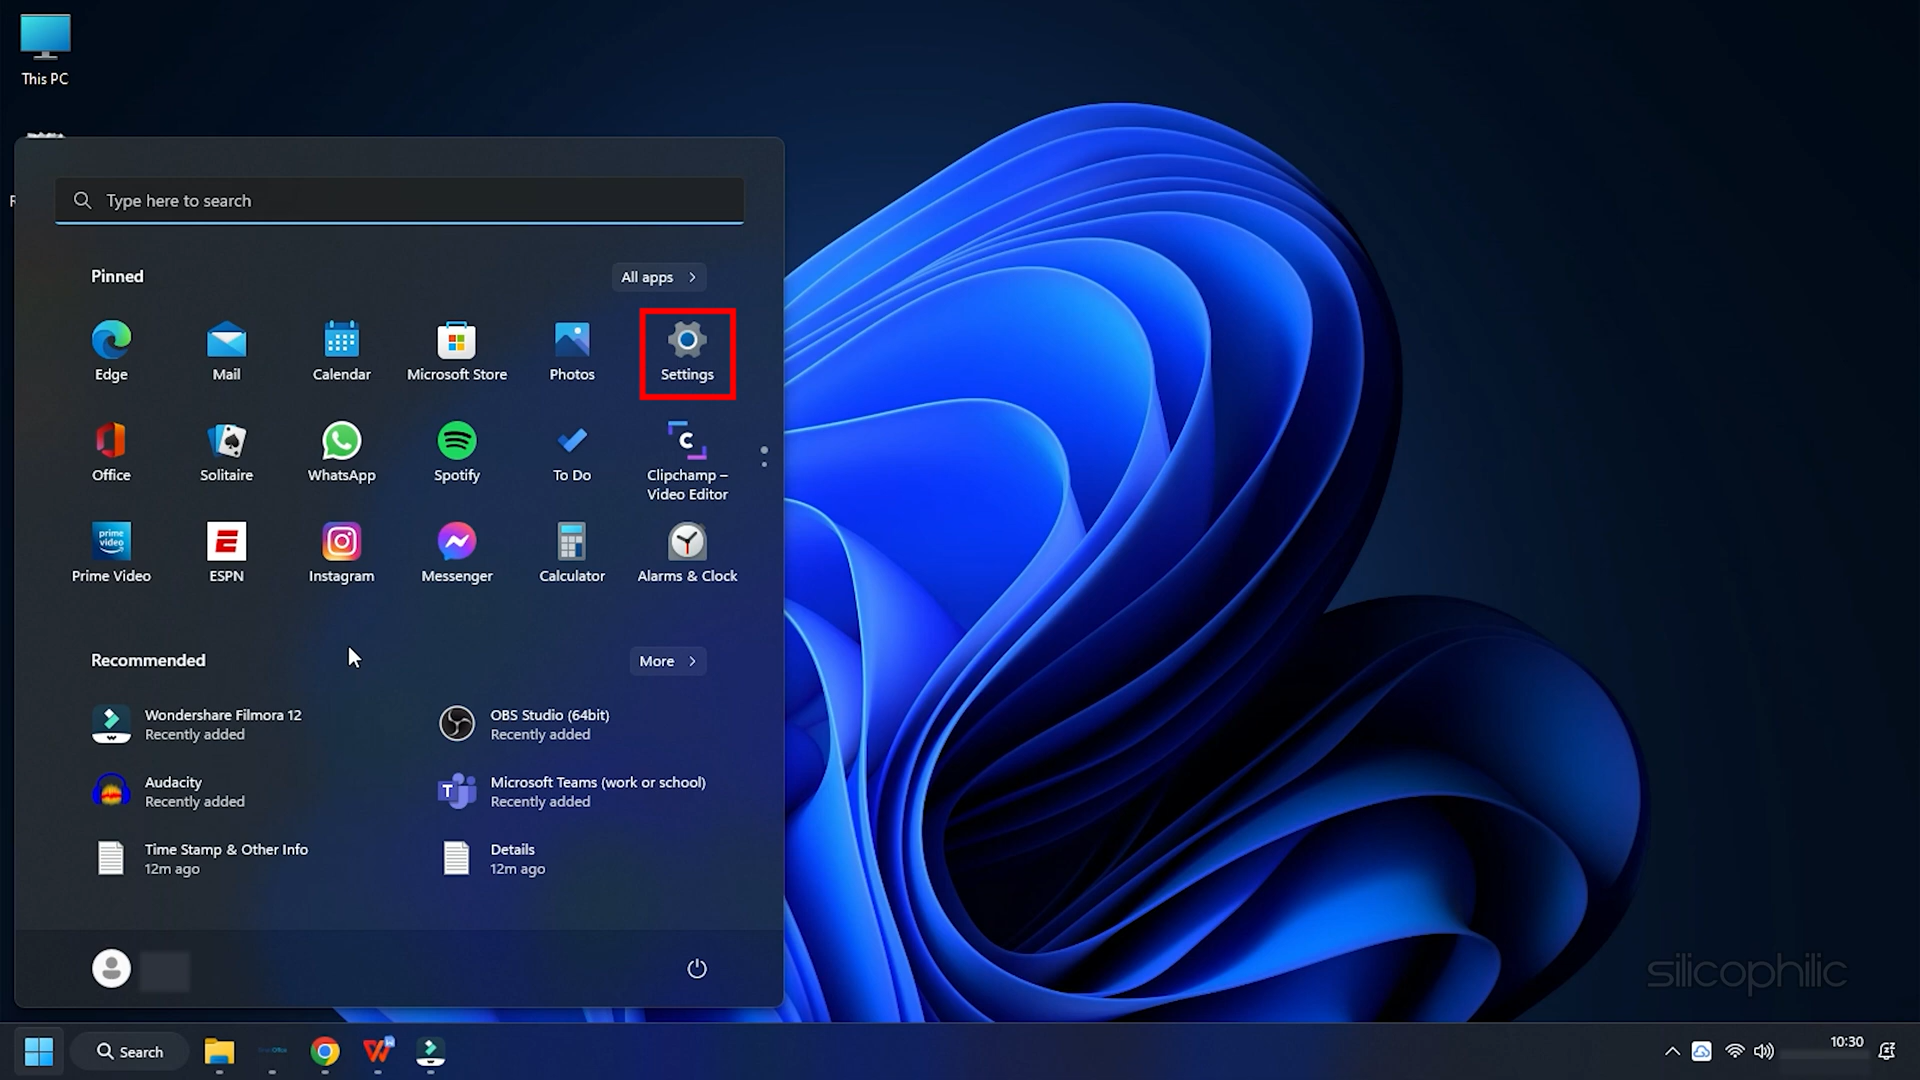 This PC
Type here to search
Pinned
All apps
Edge
Mail
Calendar
Microsoft Store
Photos
Settings
Office
Solitaire
WhatsApp
Spotify
To Do
Clipchamp –
Video Editor
prime
video
Prime Video
ESPN
Instagram
Messenger
Calculator
Alarms & Clock
Recommended
More
Wondershare Filmora 12
Recently added
OBS Studio (64bit)
Recently added
Audacity
Recently added
Microsoft Teams (work or school)
Recently added
Time Stamp & Other Info
12m ago
Details
12m ago
silicophilic
Search
10:30